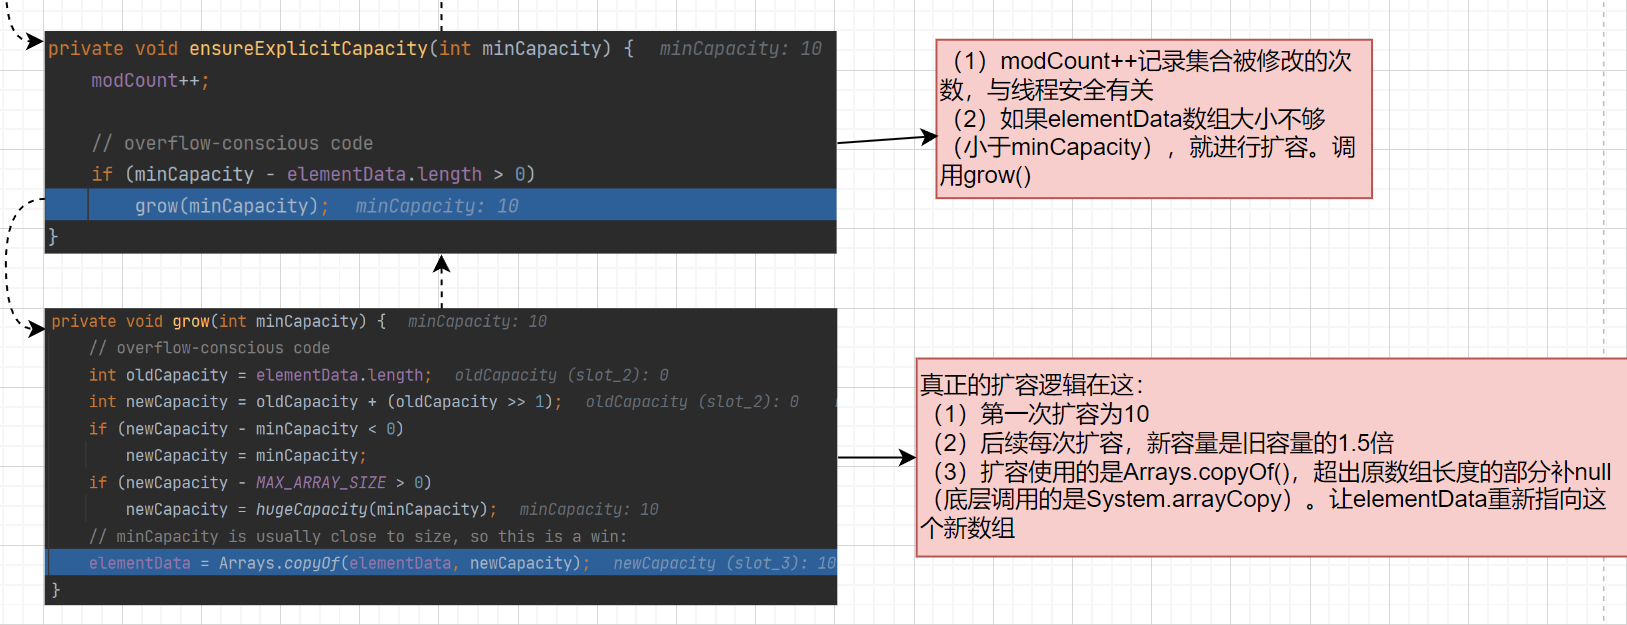 private void ensureExplicitCapacity(int minCapacity) {  minCapacity: 10
modCount++;
// overflow-conscious code
if (minCapacity - elementData.length > 0)
grow(minCapacity);  minCapacity: 10
}
（1）modCount++记录集合被修改的次
数，与线程安全有关
（2）如果elementData数组大小不够
（小于minCapacity），就进行扩容。调
用grow()
private void grow(int minCapacity) {  minCapacity: 10
// overflow-conscious code
int oldCapacity = elementData.length;  oldCapacity (slot_2): 0
int newCapacity = oldCapacity + (oldCapacity >> 1);  oldCapacity (slot_2): 0
if (newCapacity - minCapacity < 0)
newCapacity = minCapacity;
if (newCapacity - MAX_ARRAY_SIZE > 0)
newCapacity = hugeCapacity(minCapacity);  minCapacity: 10
// minCapacity is usually close to size, so this is a win:
elementData = Arrays.copyOf(elementData, newCapacity);  newCapacity (slot_3): 10
}
真正的扩容逻辑在这：
（1）第一次扩容为10
（2）后续每次扩容，新容量是旧容量的1.5倍
（3）扩容使用的是Arrays.copyOf()，超出原数组长度的部分补null
（底层调用的是System.arrayCopy）。让elementData重新指向这
个新数组